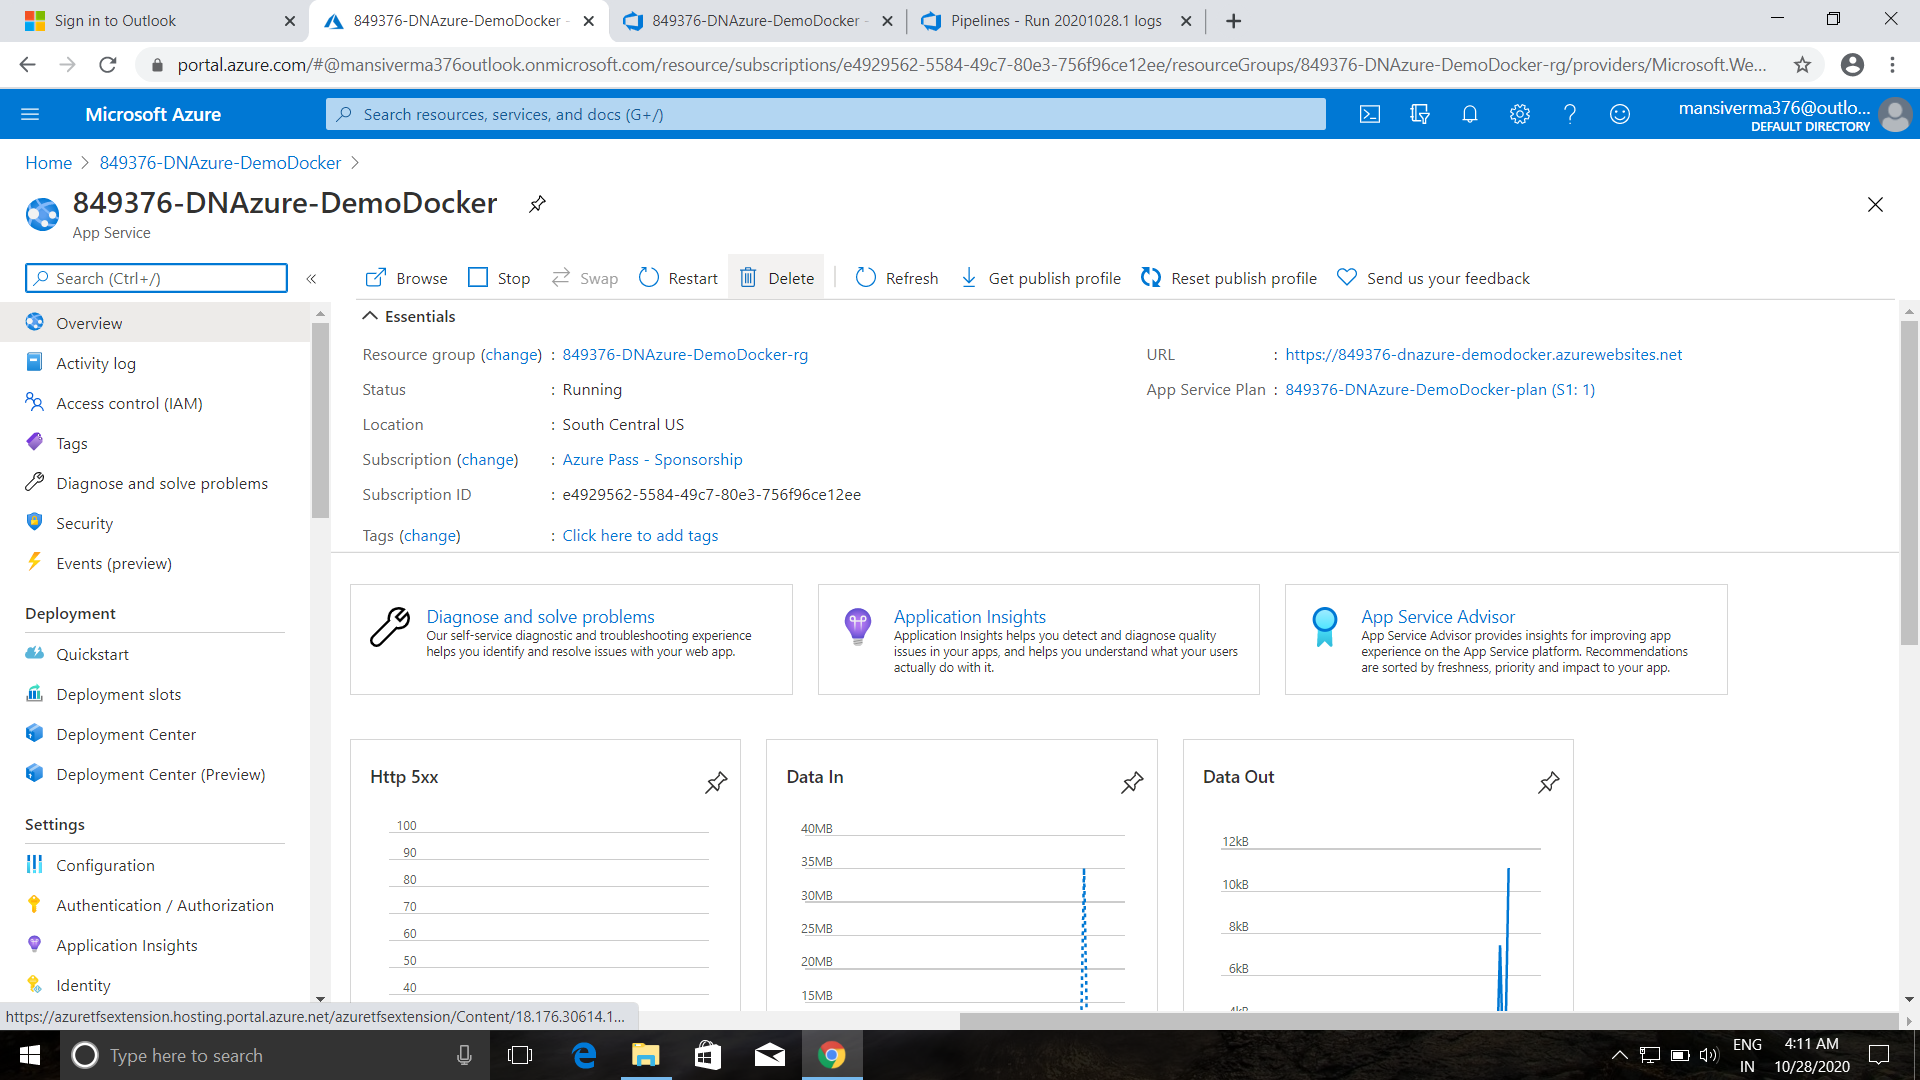 Sign in to Outlook
849376-DNAzure-DemoDocker -
849376-DNAzure-DemoDocker -
Pipelines - Run 20201028.1 logs
portal.azure.com/#@mansiverma376outlook.onmicrosoft.com/resource/subscriptions/e4929562-5584-49c7-80e3-756f96ce12ee/resourceGroups/849376-DNAzure-DemoDocker-rg/providers/Microsoft.We...
Microsoft Azure
Search resources, services, and docs (G+/)
mansiverma376@outlo...
DEFAULT DIRECTORY
Home > 849376-DNAzure-DemoDocker >
849376-DNAzure-DemoDocker
App Service
Search (Ctrl+/)
«
Browse
Stop
Swap
Restart
Delete
Refresh
Get publish profile
Reset publish profile
Send us your feedback
Overview
Activity log
Access control (IAM)
Tags
Diagnose and solve problems
Security
Events (preview)
Deployment
Quickstart
Deployment slots
Deployment Center
Deployment Center (Preview)
Settings
Configuration
Authentication / Authorization
Application Insights
Identity
Essentials
Resource group (change) : 849376-DNAzure-DemoDocker-rg
Status : Running
Location : South Central US
Subscription (change) : Azure Pass - Sponsorship
Subscription ID : e4929562-5584-49c7-80e3-756f96ce12ee
Tags (change) : Click here to add tags
URL : https://849376-dnazure-demodocker.azurewebsites.net
App Service Plan : 849376-DNAzure-DemoDocker-plan (S1: 1)
Diagnose and solve problems
Our self-service diagnostic and troubleshooting experience
helps you identify and resolve issues with your web app.
Application Insights
Application Insights helps you detect and diagnose quality
issues in your apps, and helps you understand what your users
actually do with it.
App Service Advisor
App Service Advisor provides insights for improving app
experience on the App Service platform. Recommendations
are sorted by freshness, priority and impact to your app.
Http 5xx
100
90
80
70
60
50
40
Data In
40MB
35MB
30MB
25MB
20MB
15MB
Data Out
12kB
10kB
8kB
6kB
4kB
https://azuretfsextension.hosting.portal.azure.net/azuretfsextension/Content/18.176.30614.1...
Type here to search
ENG
IN
4:11 AM
10/28/2020